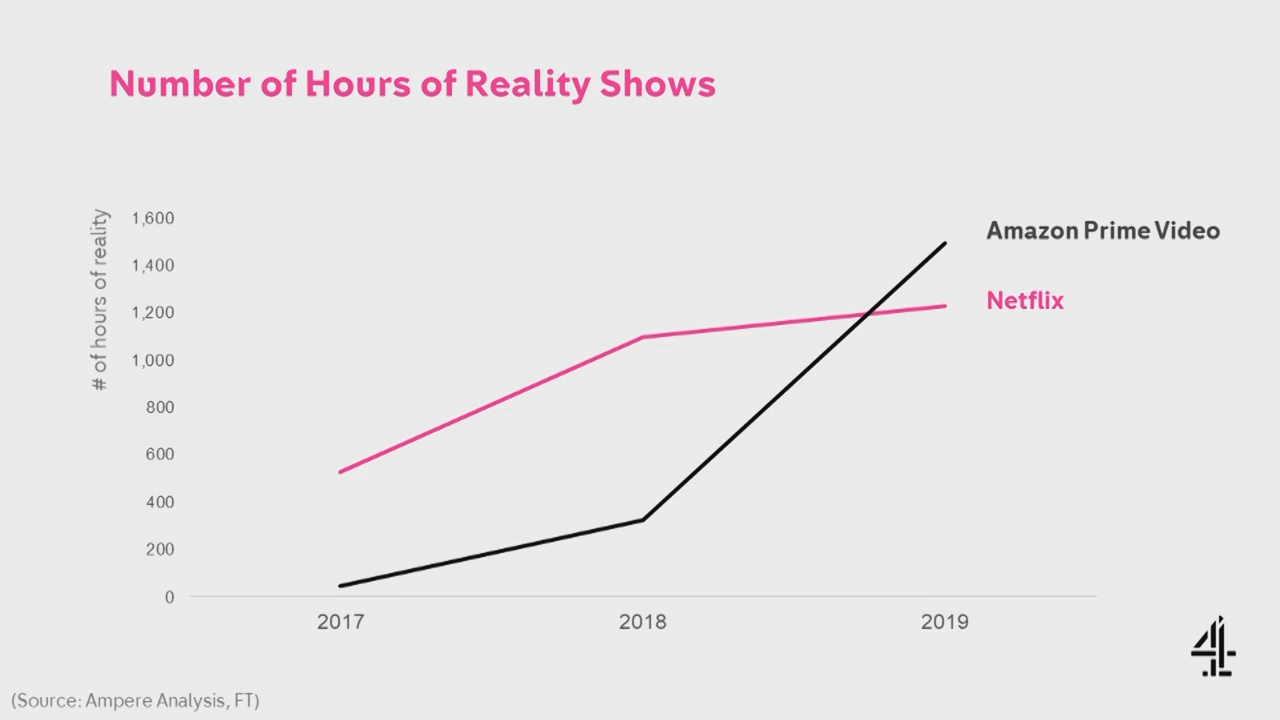 Number of Hours of Reality Shows
# of hours of reality
1,600
1,400
1,200
1,000
800
600
400
200
0
Amazon Prime Video
Netflix
2017
2018
2019
4
(Source: Ampere Analysis, FT)